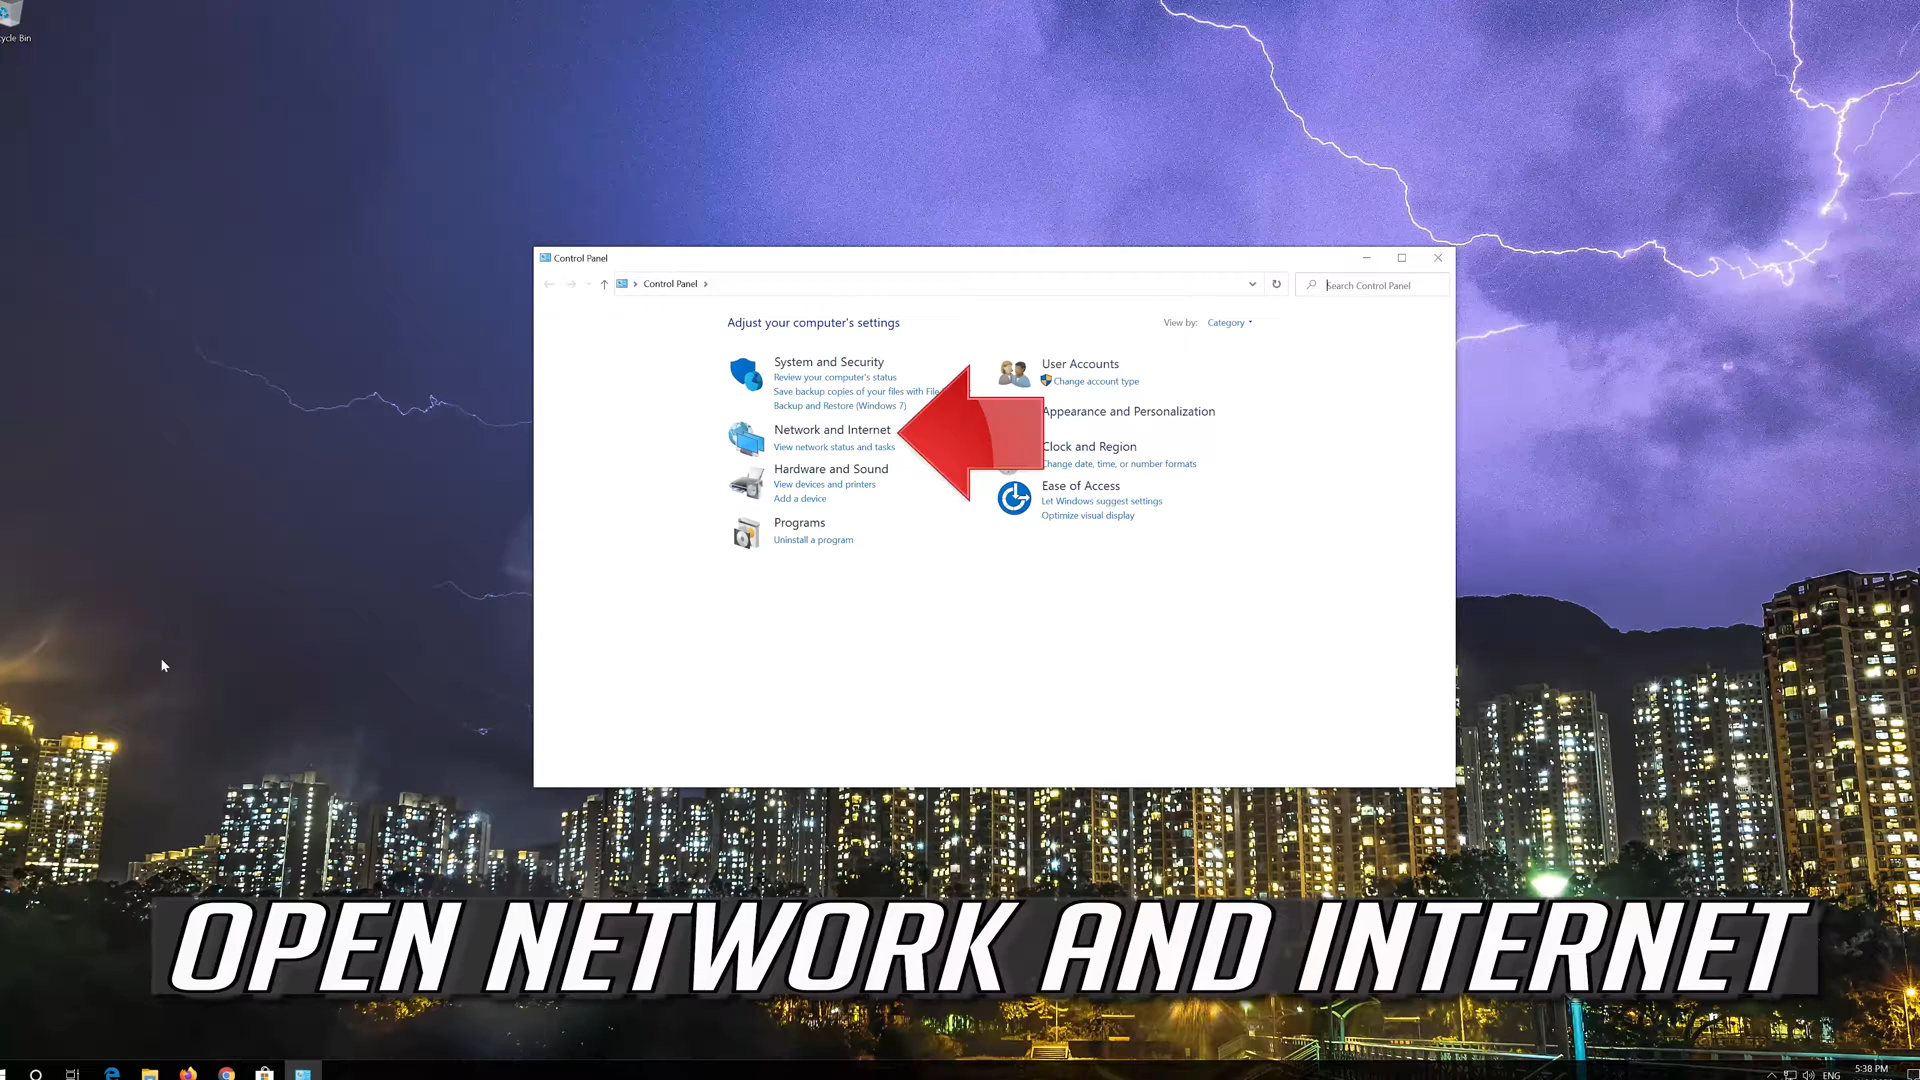 cycle Bin
Control Panel
Control Panel
Search Control Panel
Adjust your computer's settings
View by: Category
System and Security
Review your computer's status
Save backup copies of your files with File
Backup and Restore (Windows 7)
Network and Internet
View network status and tasks
Hardware and Sound
View devices and printers
Add a device
Programs
Uninstall a program
User Accounts
Change account type
Appearance and Personalization
Clock and Region
Change date, time, or number formats
Ease of Access
Let Windows suggest settings
Optimize visual display
OPEN NETWORK AND INTERNET
ENG
5:38 PM